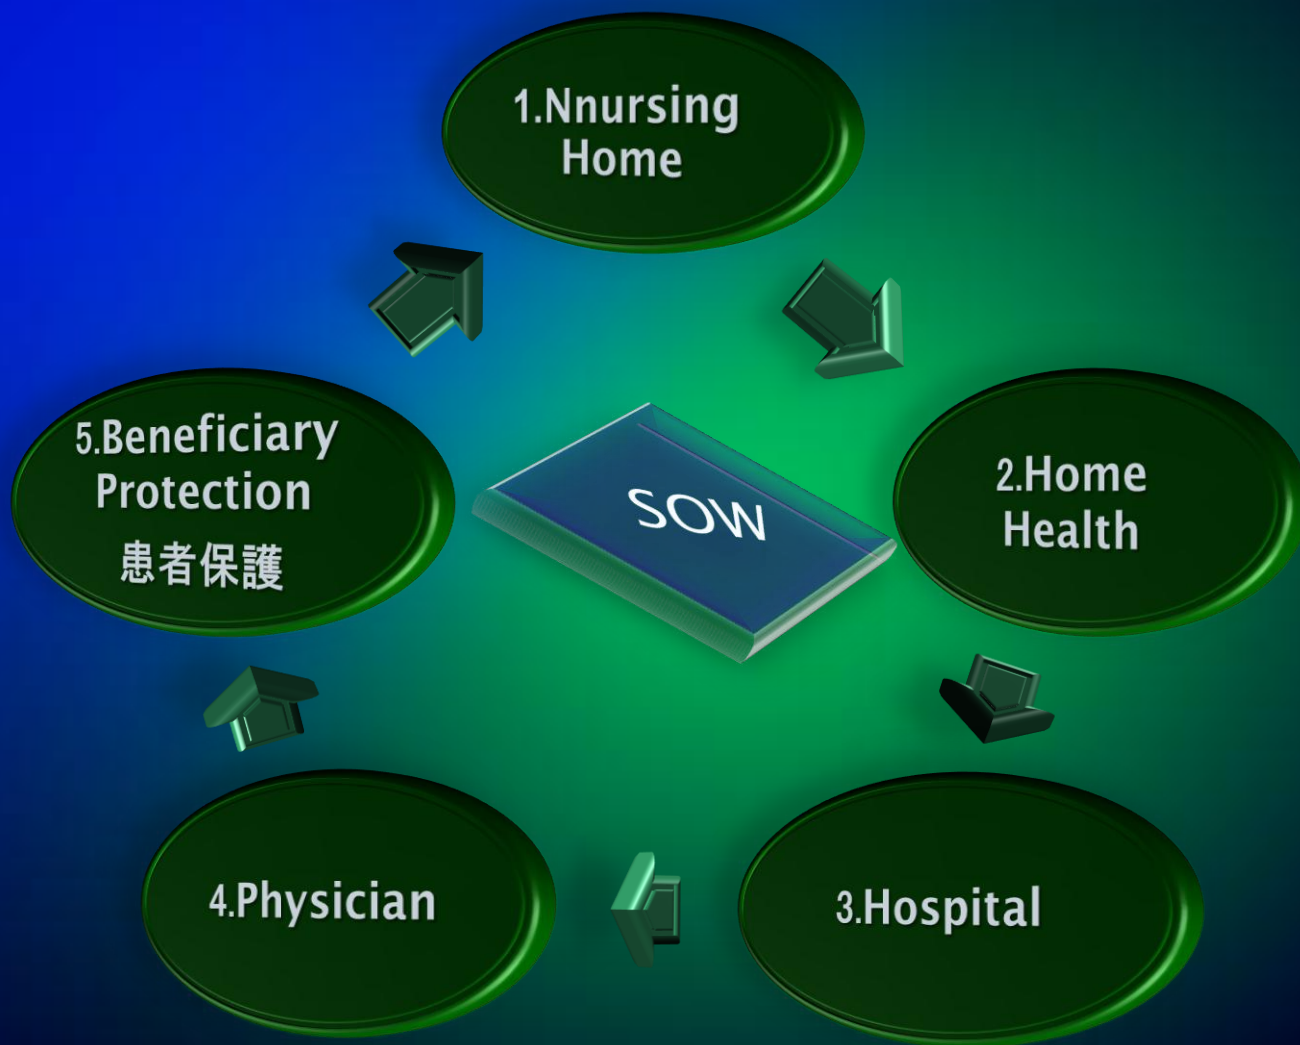 1.Nnursing
Home
5.Beneficiary
Protection
患者保護
SOW
2.Home
Health
4.Physician
3.Hospital